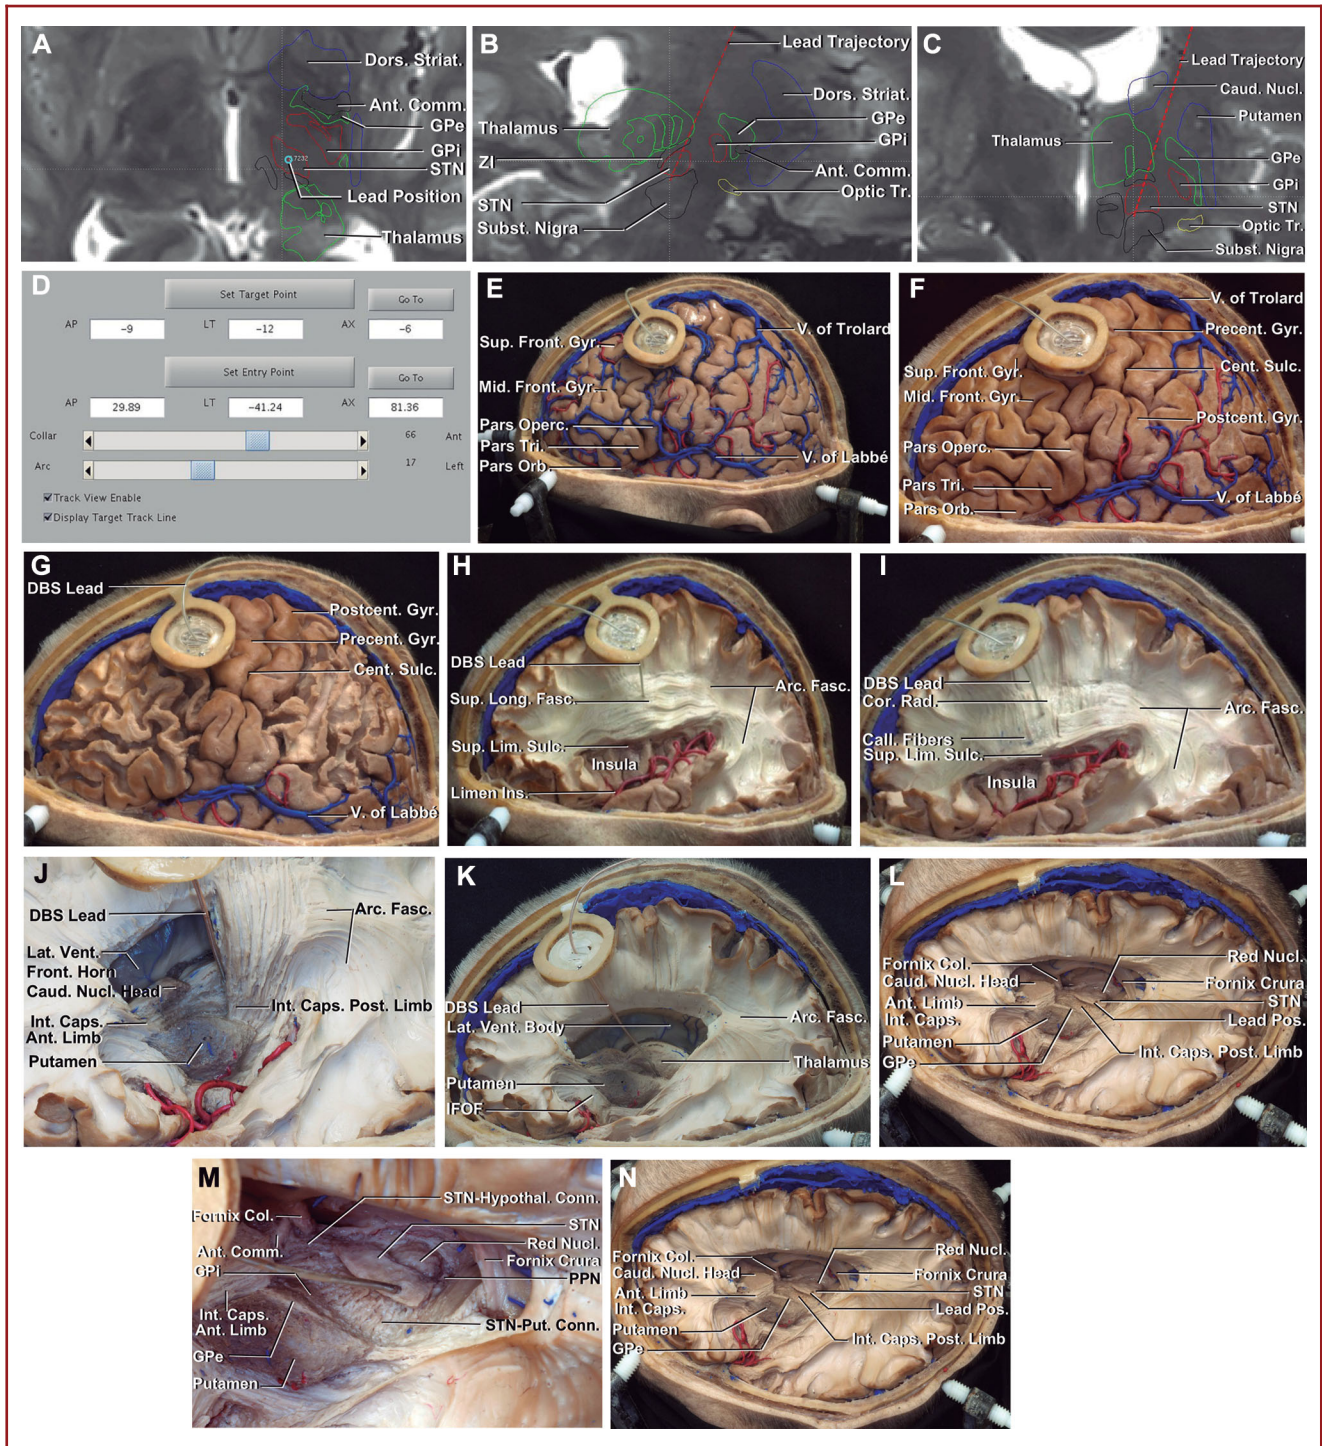 A
Dors. Striat.
Ant. Comm.
GPe
GPi
STN
Lead Position
Thalamus
B
Lead Trajectory
Dors. Striat.
Thalamus
GPe
GPi
ZI
Ant. Comm.
Optic Tr.
STN
Subst. Nigra
C
Lead Trajectory
Caud. Nucl.
Putamen
Thalamus
GPe
GPi
STN
Optic Tr.
Subst. Nigra
D
Set Target Point
Go To
AP -9 LT -12 AX -6
Set Entry Point
Go To
AP 29.89 LT -41.24 AX 81.36
Collar 66 Ant
Arc 17 Left
Track View Enable
Display Target Track Line
E
V. of Trolard
Sup. Front. Gyr.
Mid. Front. Gyr.
Pars Operc.
Pars Tri.
Pars Orb.
V. of Labbé
F
V. of Trolard
Precent. Gyr.
Cent. Sulc.
Sup. Front. Gyr.
Mid. Front. Gyr.
Postcent. Gyr.
Pars Operc.
Pars Tri.
V. of Labbé
Pars Orb.
G
DBS Lead
Postcent. Gyr.
Precent. Gyr.
Cent. Sulc.
V. of Labbé
H
DBS Lead
Arc. Fasc.
Sup. Long. Fasc.
Sup. Lim. Sulc.
Insula
Limen Ins.
I
DBS Lead
Cor. Rad.
Arc. Fasc.
Call. Fibers
Sup. Lim. Sulc.
Insula
J
DBS Lead
Arc. Fasc.
Lat. Vent.
Front. Horn
Caud. Nucl. Head
Int. Caps. Post. Limb
Int. Caps.
Ant. Limb
Putamen
K
DBS Lead
Lat. Vent. Body
Arc. Fasc.
Thalamus
Putamen
IFOF
L
Red Nucl.
Fornix Col.
Caud. Nucl. Head
Fornix Crura
Ant. Limb
STN
Int. Caps.
Lead Pos.
Putamen
Int. Caps. Post. Limb
GPe
M
STN-Hypothal. Conn.
Fornix Col.
STN
Red Nucl.
Ant. Comm.
Fornix Crura
GPi
PPN
Int. Caps.
Ant. Limb
STN-Put. Conn.
GPe
Putamen
N
Red Nucl.
Fornix Col.
Caud. Nucl. Head
Fornix Crura
Ant. Limb
STN
Int. Caps.
Lead Pos.
Putamen
Int. Caps. Post. Limb
GPe